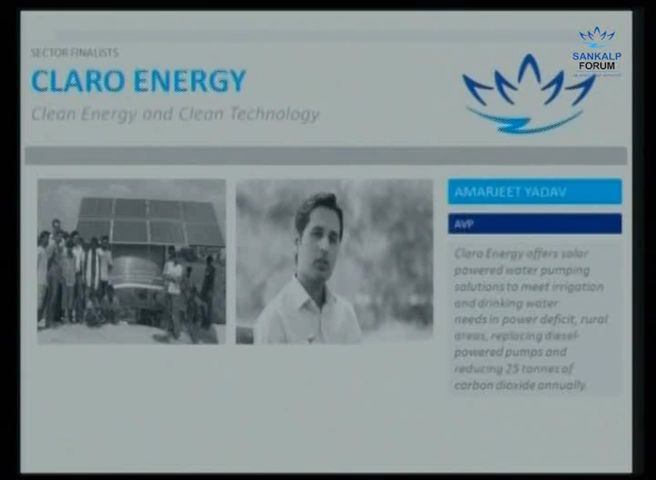 SECTOR FINALISTS
CLARO ENERGY
Clean Energy and Clean Technology
SANKALP
FORUM
AMARJEET YADAV
AVP
Claro Energy offers solar
powered water pumping
solutions to meet irrigation
and drinking water
needs in power deficit, rural
areas, replacing diesel-
powered pumps and
reducing 25 tonnes of
carbon dioxide annually